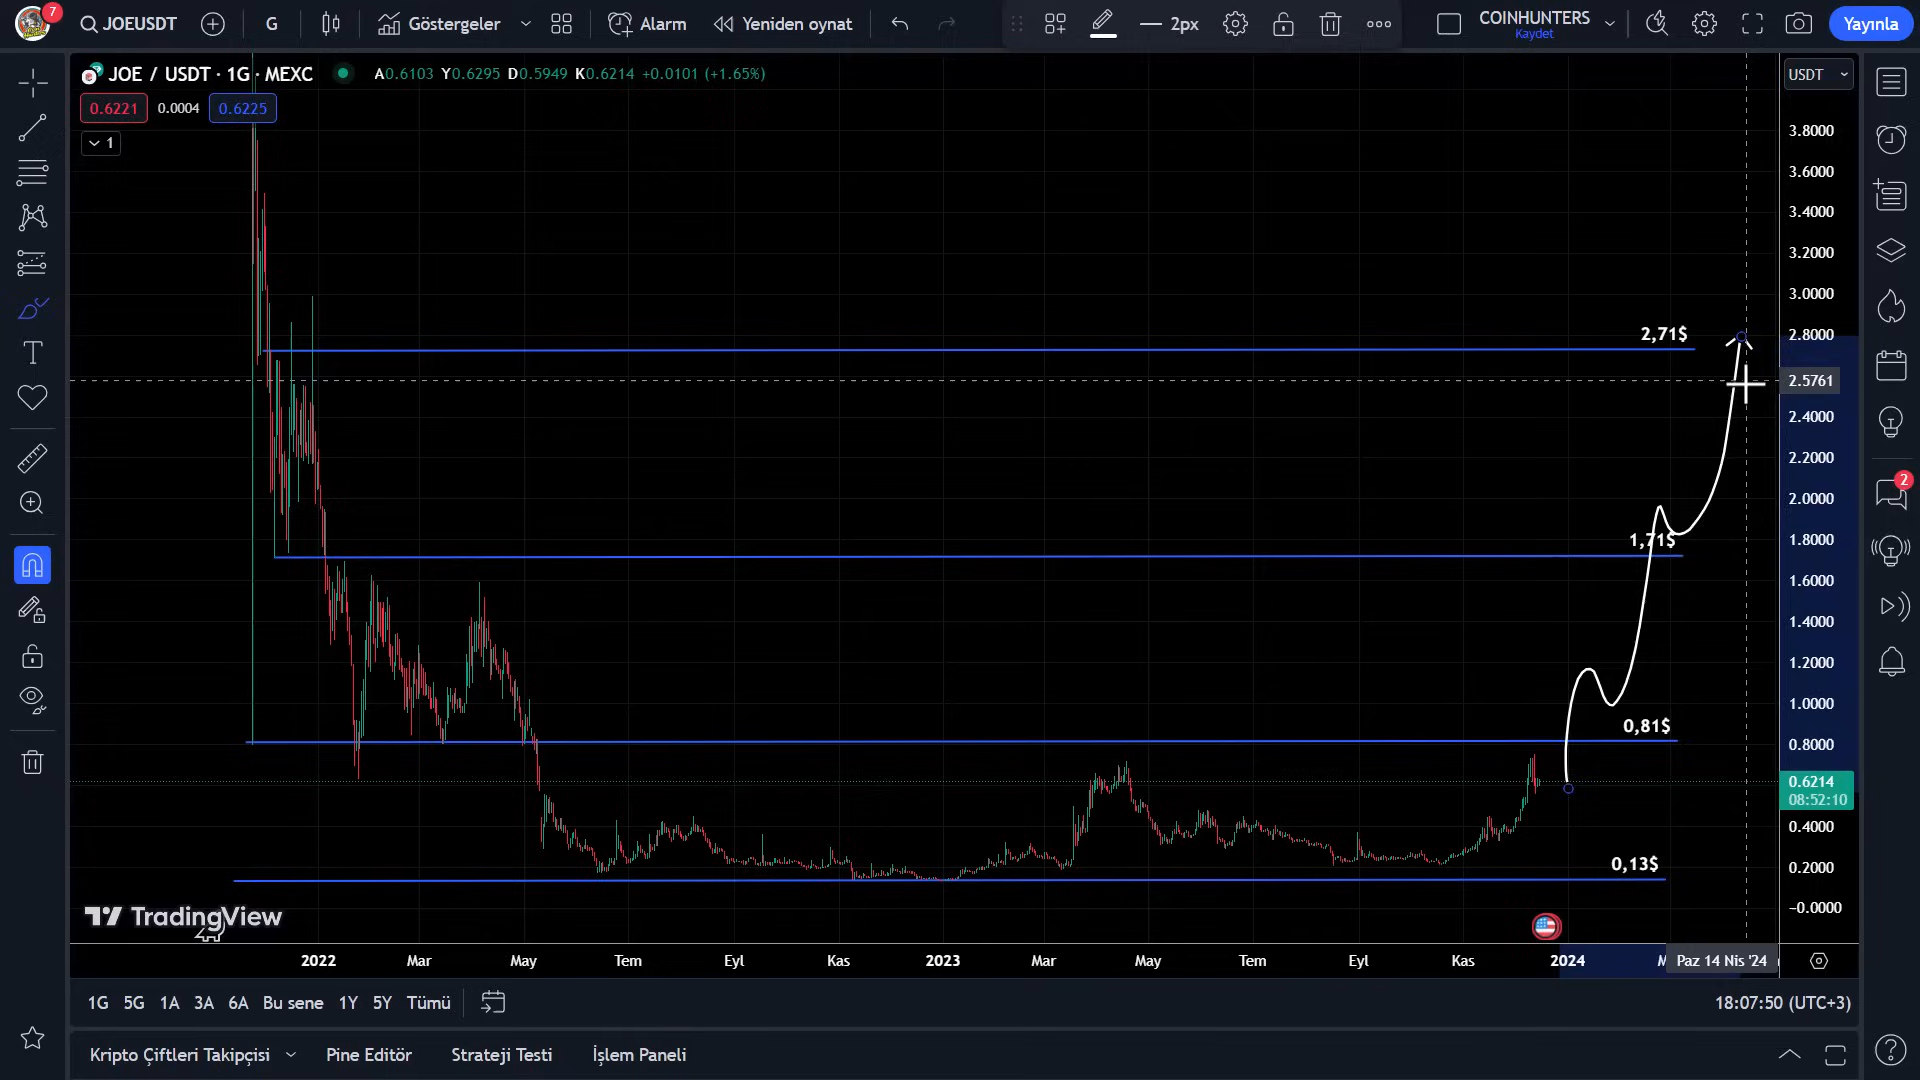 7
JOEUSDT
G
Göstergeler
Alarm
Yeniden oynat
2px
COINHUNTERS
Kaydet
Yayınla
JOE / USDT · 1G · MEXC
A0.6103 Y0.6295 D0.5949 K0.6214 +0.0101 (+1.65%)
USDT
0.6221
0.0004
0.6225
1
3.8000
3.6000
3.4000
3.2000
3.0000
2,71$
2.8000
2.5761
2.4000
2.2000
2
2.0000
1,71$
1.8000
1.6000
1.4000
1.2000
1.0000
0,81$
0.8000
0.6214
08:52:10
0.4000
0,13$
0.2000
−0.0000
TradingView
2022
Mar
May
Tem
Eyl
Kas
2023
Mar
May
Tem
Eyl
Kas
2024
Paz 14 Nis '24
1G 5G 1A 3A 6A Bu sene 1Y 5Y Tümü
18:07:50 (UTC+3)
Kripto Çiftleri Takipçisi
Pine Editör
Strateji Testi
İşlem Paneli